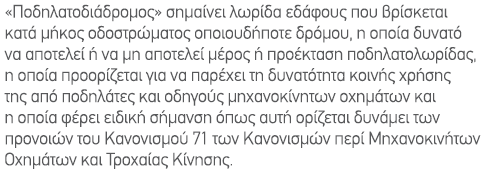 «Ποδηλατοδιάδρομος» σημαίνει λωρίδα εδάφους που βρίσκεται
κατά μήκος οδοστρώματος οποιουδήποτε δρόμου, η οποία δυνατό
να αποτελεί ή να μη αποτελεί μέρος ή προέκταση ποδηλατολωρίδας,
η οποία προορίζεται για να παρέχει τη δυνατότητα κοινής χρήσης
της από ποδηλάτες και οδηγούς μηχανοκίνητων οχημάτων και
η οποία φέρει ειδική σήμανση όπως αυτή ορίζεται δυνάμει των
προνοιών του Κανονισμού 71 των Κανονισμών περί Μηχανοκινήτων
Οχημάτων και Τροχαίας Κίνησης.